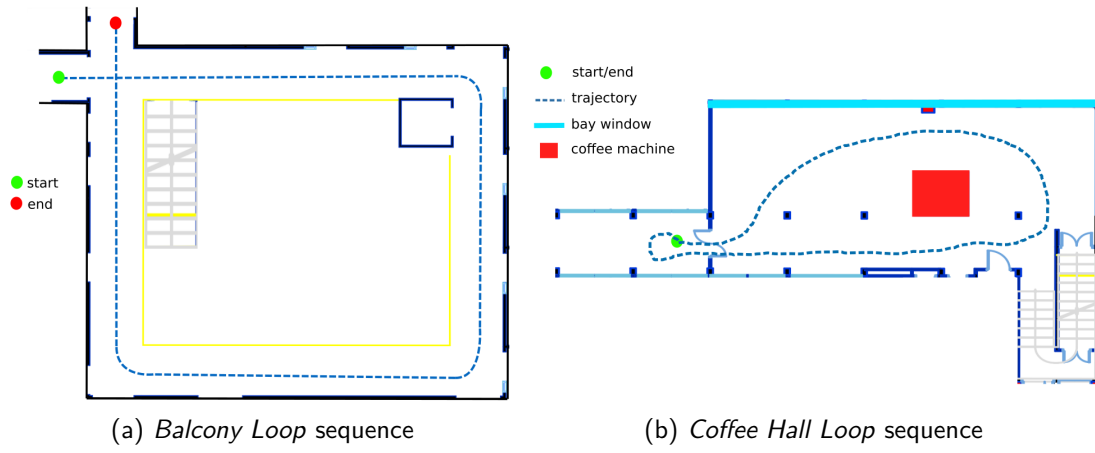 start
end
start/end
trajectory
bay window
coffee machine
(a) Balcony Loop sequence
(b) Coffee Hall Loop sequence